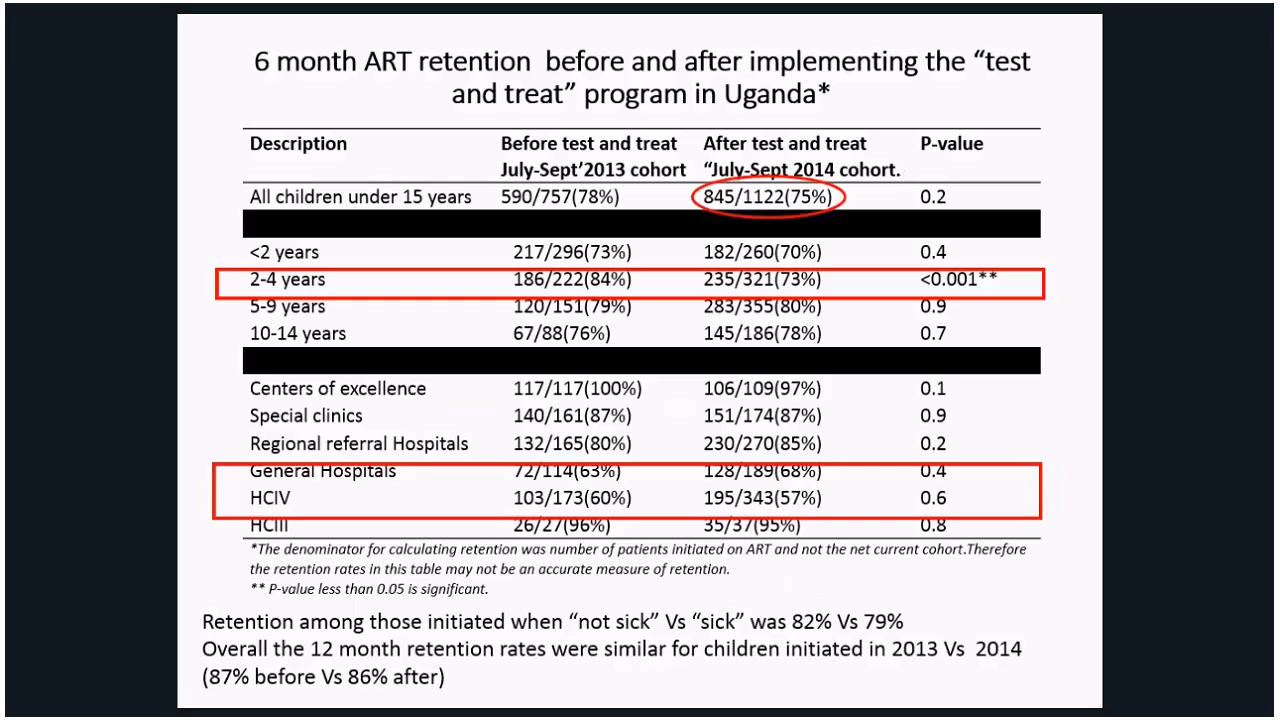 6 month ART retention before and after implementing the “test
and treat” program in Uganda*
Description Before test and treat After test and treat P-value
July-Sept’2013 cohort “July-Sept 2014 cohort.
All children under 15 years 590/757(78%) 845/1122(75%) 0.2
<2 years 217/296(73%) 182/260(70%) 0.4
2-4 years 186/222(84%) 235/321(73%) <0.001**
5-9 years 120/151(79%) 283/355(80%) 0.9
10-14 years 67/88(76%) 145/186(78%) 0.7
Centers of excellence 117/117(100%) 106/109(97%) 0.1
Special clinics 140/161(87%) 151/174(87%) 0.9
Regional referral Hospitals 132/165(80%) 230/270(85%) 0.2
General Hospitals 72/114(63%) 128/189(68%) 0.4
HCIV 103/173(60%) 195/343(57%) 0.6
HCIII 26/27(96%) 35/37(95%) 0.8
*The denominator for calculating retention was number of patients initiated on ART and not the net current cohort.Therefore
the retention rates in this table may not be an accurate measure of retention.
** P-value less than 0.05 is significant.
Retention among those initiated when “not sick” Vs “sick” was 82% Vs 79%
Overall the 12 month retention rates were similar for children initiated in 2013 Vs 2014
(87% before Vs 86% after)